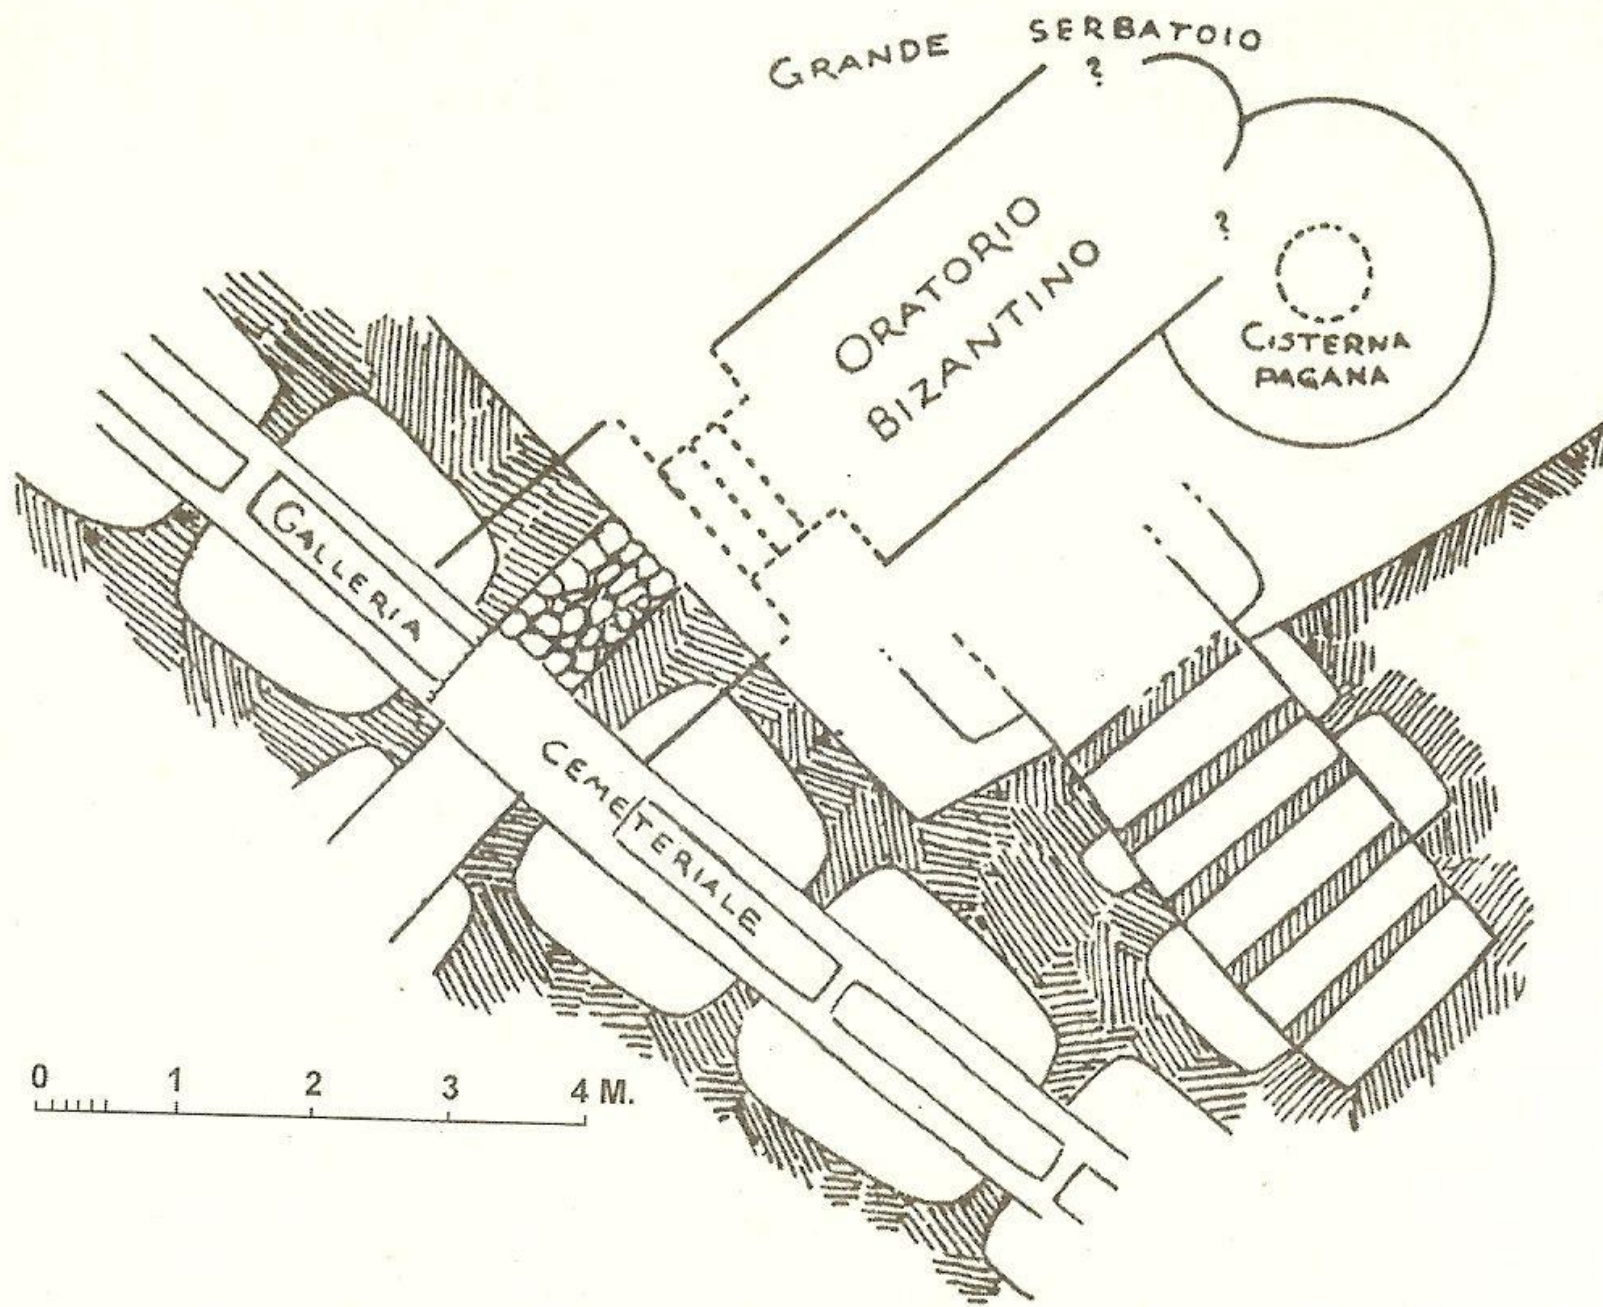 GRANDE SERBATOIO
?
?
ORATORIO
BIZANTINO
CISTERNA
PAGANA
GALLERIA
CEMETERIALE
0 1 2 3 4 M.